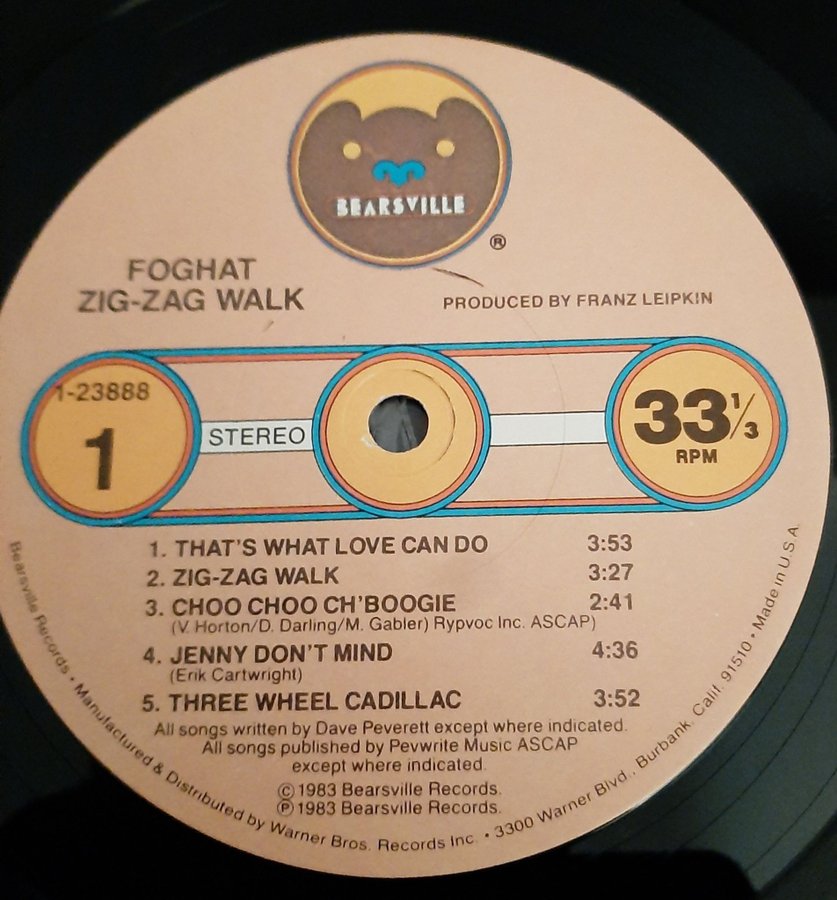 BEARSVILLE
®
FOGHAT
ZIG-ZAG WALK
PRODUCED BY FRANZ LEIPKIN
1-23888
1
STEREO
33 1/3
RPM
1. THAT'S WHAT LOVE CAN DO 3:53
2. ZIG-ZAG WALK 3:27
3. CHOO CHOO CH'BOOGIE 2:41
(V. Horton/D. Darling/M. Gabler) Rypvoc Inc. ASCAP)
4. JENNY DON'T MIND 4:36
(Erik Cartwright)
5. THREE WHEEL CADILLAC 3:52
All songs written by Dave Peverett except where indicated.
All songs published by Pevwrite Music ASCAP
except where indicated.
©1983 Bearsville Records.
℗1983 Bearsville Records.
Bearsville Records. • Manufactured & Distributed by Warner Bros. Records Inc. • 3300 Warner Blvd., Burbank, Calif. 91510 • Made in U.S.A.